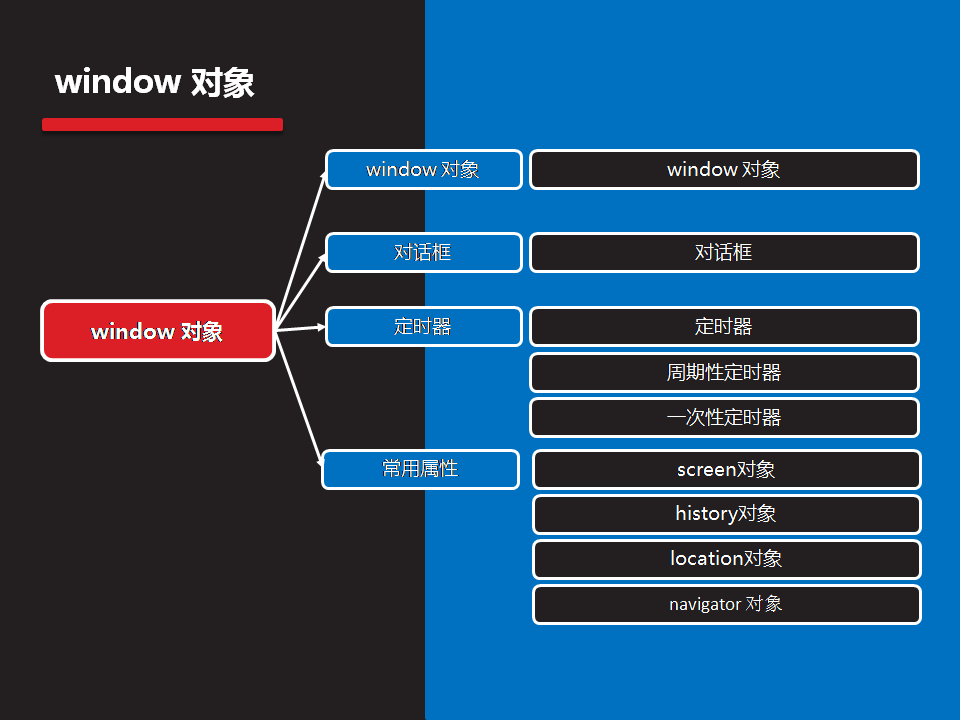 window 对象
window 对象
window 对象
对话框
对话框
window 对象
定时器
定时器
周期性定时器
一次性定时器
常用属性
screen对象
history对象
location对象
navigator 对象